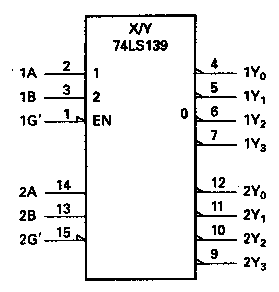 X/Y
74LS139
1A 2 1 4 1Y₀
1B 3 2 5 1Y₁
1G' 1 EN 0 6 1Y₂
7 1Y₃
2A 14 12 2Y₀
2B 13 11 2Y₁
2G' 15 10 2Y₂
9 2Y₃